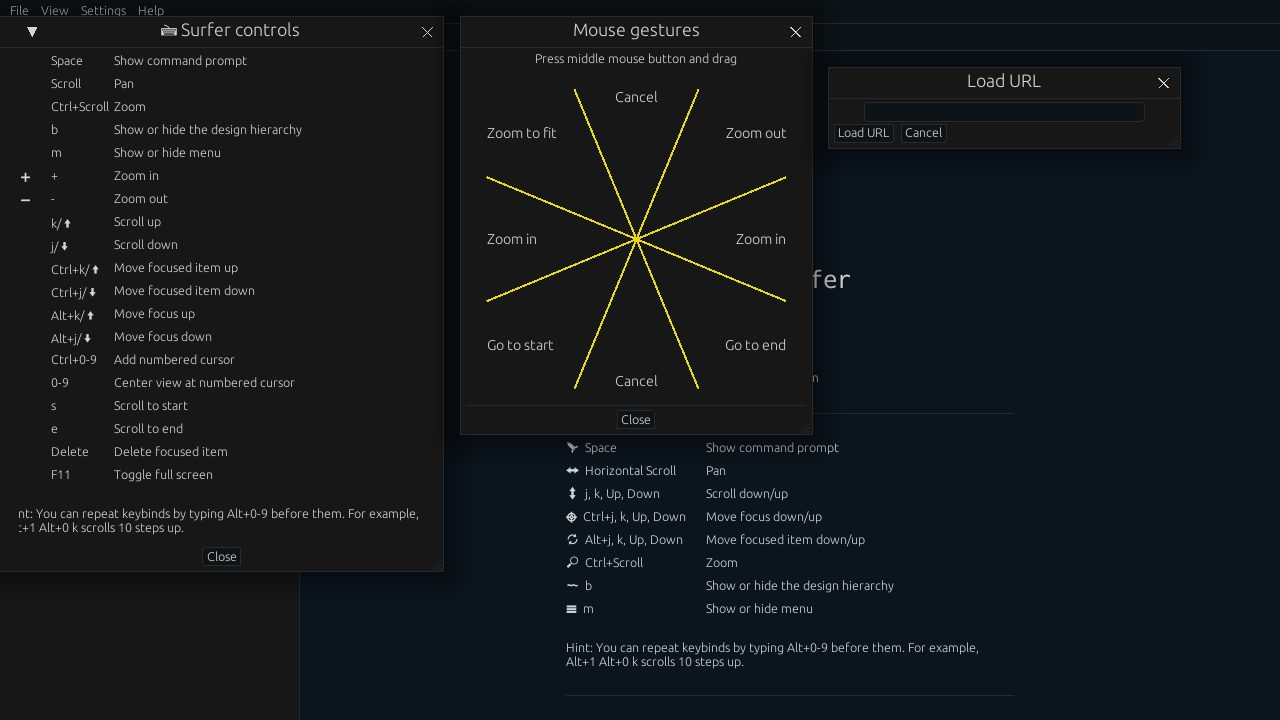 File View Settings Help
Surfer controls
Space Show command prompt
Scroll Pan
Ctrl+Scroll Zoom
b Show or hide the design hierarchy
m Show or hide menu
+ Zoom in
- Zoom out
k/⬆ Scroll up
j/⬇ Scroll down
Ctrl+k/⬆ Move focused item up
Ctrl+j/⬇ Move focused item down
Alt+k/⬆ Move focus up
Alt+j/⬇ Move focus down
Ctrl+0-9 Add numbered cursor
0-9 Center view at numbered cursor
s Scroll to start
e Scroll to end
Delete Delete focused item
F11 Toggle full screen
nt: You can repeat keybinds by typing Alt+0-9 before them. For example,
t+1 Alt+0 k scrolls 10 steps up.
Close
Mouse gestures
Press middle mouse button and drag
Cancel
Zoom to fit Zoom out
Zoom in Zoom in
Go to start Go to end
Cancel
Close
Load URL
Load URL Cancel
fer
m
Space Show command prompt
Horizontal Scroll Pan
j, k, Up, Down Scroll down/up
Ctrl+j, k, Up, Down Move focus down/up
Alt+j, k, Up, Down Move focused item down/up
Ctrl+Scroll Zoom
b Show or hide the design hierarchy
m Show or hide menu
Hint: You can repeat keybinds by typing Alt+0-9 before them. For example,
Alt+1 Alt+0 k scrolls 10 steps up.